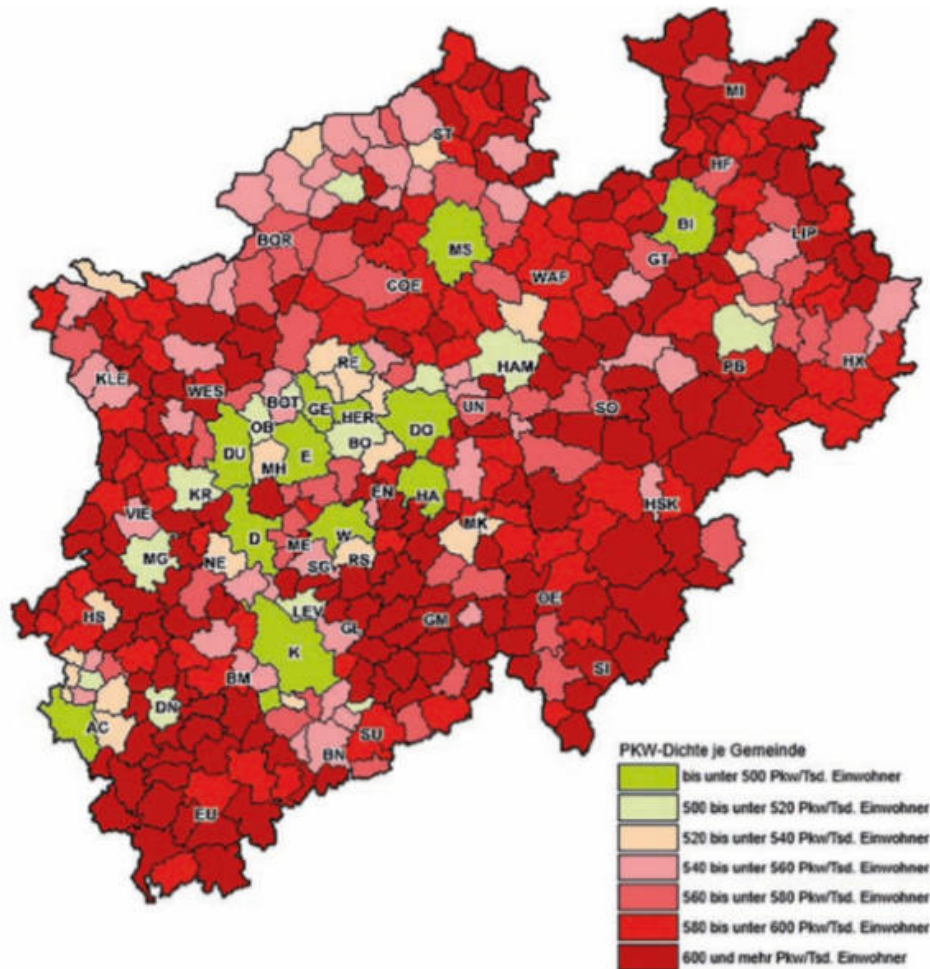 MI
ST
HF
BI
BOR
MS
LIP
GT
COE
WAF
RE
HAM
PB
HX
KLE
WES
BOT
GE
HER
UN
SO
OB
DU
MH
E
BO
DO
KR
EN
HA
HSK
VIE
D
ME
W
MK
MG
NE
SG
RS
HS
LEV
GL
GM
OE
K
BM
SI
AC
DN
BN
SU
EU
PKW-Dichte je Gemeinde
bis unter 500 Pkw/Tsd. Einwohner
500 bis unter 520 Pkw/Tsd. Einwohner
520 bis unter 540 Pkw/Tsd. Einwohner
540 bis unter 560 Pkw/Tsd. Einwohner
560 bis unter 580 Pkw/Tsd. Einwohner
580 bis unter 600 Pkw/Tsd. Einwohner
600 und mehr Pkw/Tsd. Einwohner